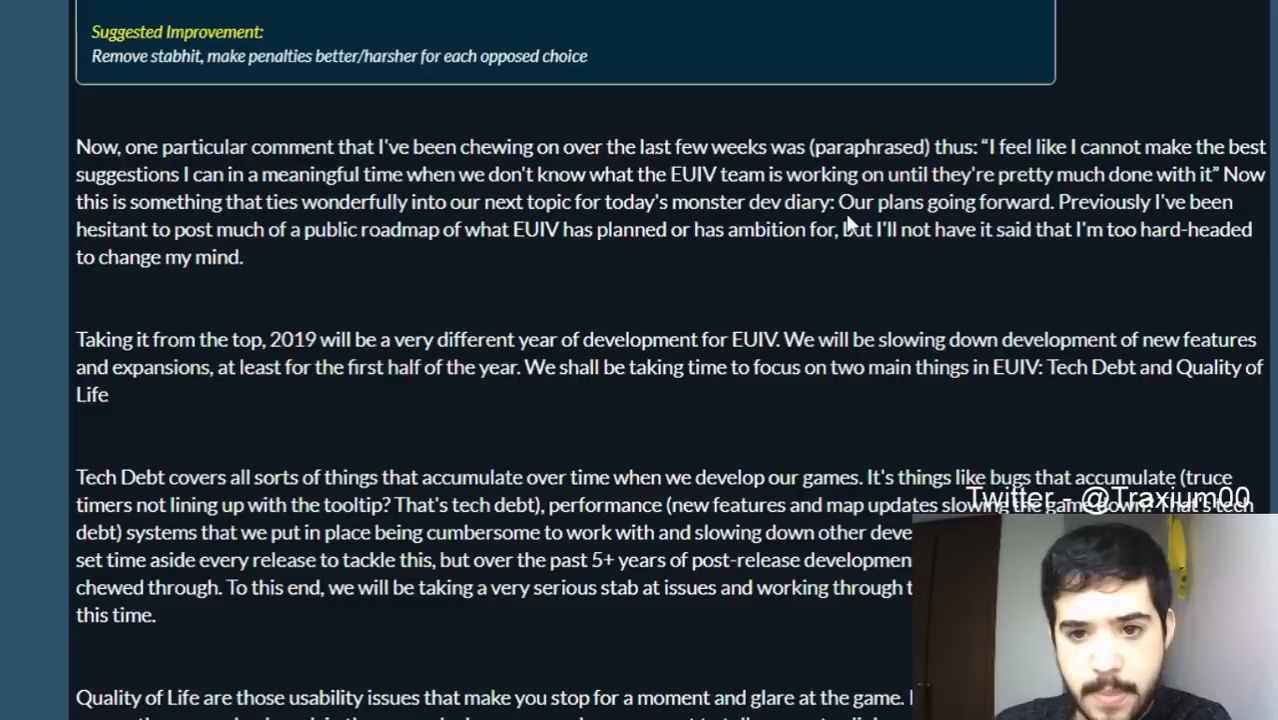 Suggested Improvement:
Remove stabhit, make penalties better/harsher for each opposed choice
Now, one particular comment that I've been chewing on over the last few weeks was (paraphrased) thus: “I feel like I cannot make the best
suggestions I can in a meaningful time when we don't know what the EUIV team is working on until they're pretty much done with it” Now
this is something that ties wonderfully into our next topic for today's monster dev diary: Our plans going forward. Previously I've been
hesitant to post much of a public roadmap of what EUIV has planned or has ambition for, but I'll not have it said that I'm too hard-headed
to change my mind.
Taking it from the top, 2019 will be a very different year of development for EUIV. We will be slowing down development of new features
and expansions, at least for the first half of the year. We shall be taking time to focus on two main things in EUIV: Tech Debt and Quality of
Life
Tech Debt covers all sorts of things that accumulate over time when we develop our games. It's things like bugs that accumulate (truce
timers not lining up with the tooltip? That's tech debt), performance (new features and map updates slowing the game down? That's tech
Twitter - @Traxium00
debt) systems that we put in place being cumbersome to work with and slowing down other deve
set time aside every release to tackle this, but over the past 5+ years of post-release developmen
chewed through. To this end, we will be taking a very serious stab at issues and working through t
this time.
Quality of Life are those usability issues that make you stop for a moment and glare at the game.